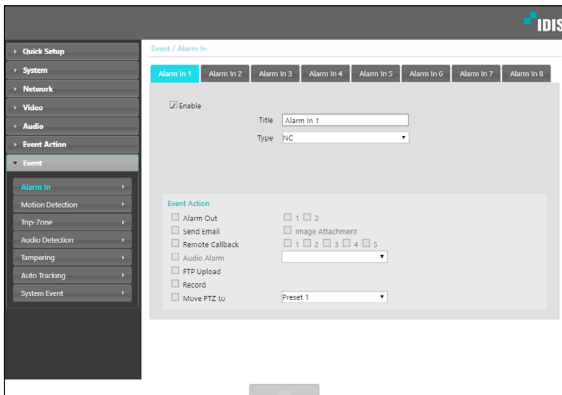 IDIS
Quick Setup
System
Network
Video
Audio
Event Action
Event
Alarm In
Motion Detection
Trip-Zone
Audio Detection
Tampering
Auto Tracking
System Event
Event / Alarm In
Alarm In 1 Alarm In 2 Alarm In 3 Alarm In 4 Alarm In 5 Alarm In 6 Alarm In 7 Alarm In 8
Enable
Title Alarm In 1
Type NC
Event Action
Alarm Out 1 2
Send Email Image Attachment
Remote Callback 1 2 3 4 5
Audio Alarm
FTP Upload
Record
Move PTZ to Preset 1